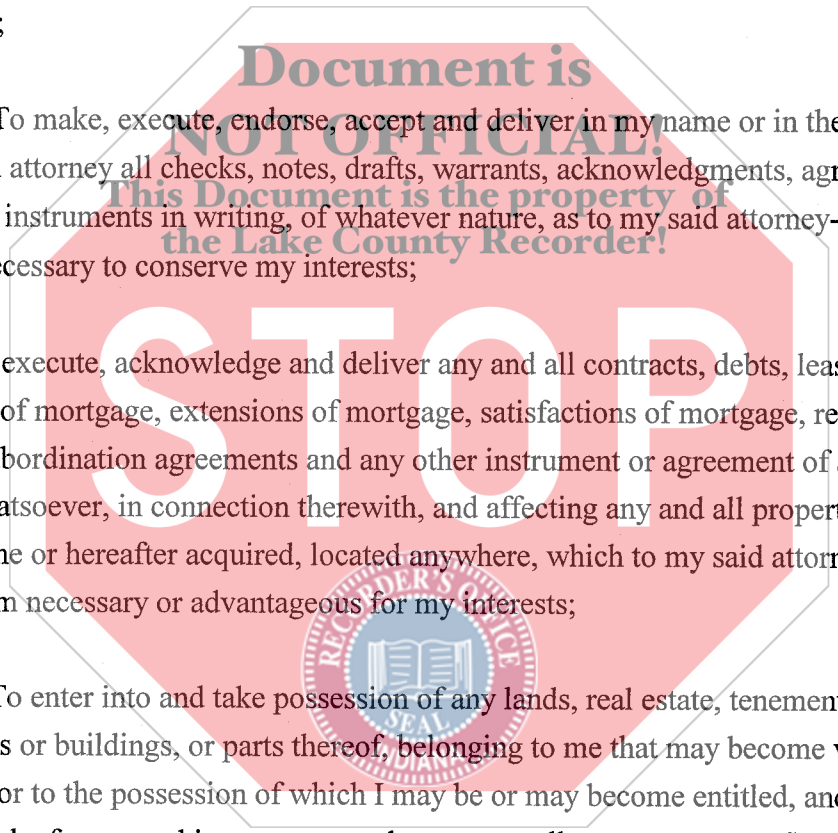 ;
Document is
To make, execute, endorse, accept and deliver in my name or in the
NOT OFFICIAL!
attorney all checks, notes, drafts, warrants, acknowledgments, agr
This Document is the property of
instruments in writing, of whatever nature, as to my said attorney-
the Lake County Recorder!
ecessary to conserve my interests;
execute, acknowledge and deliver any and all contracts, debts, leas
of mortgage, extensions of mortgage, satisfactions of mortgage, re
STOP
bordination agreements and any other instrument or agreement of
atsoever, in connection therewith, and affecting any and all propert
ne or hereafter acquired, located anywhere, which to my said attorn
m necessary or advantageous for my interests;
RECORDER'S OFFICE
SEAL
To enter into and take possession of any lands, real estate, tenemen
s or buildings, or parts thereof, belonging to me that may become v
or to the possession of which I may be or may become entitled, and